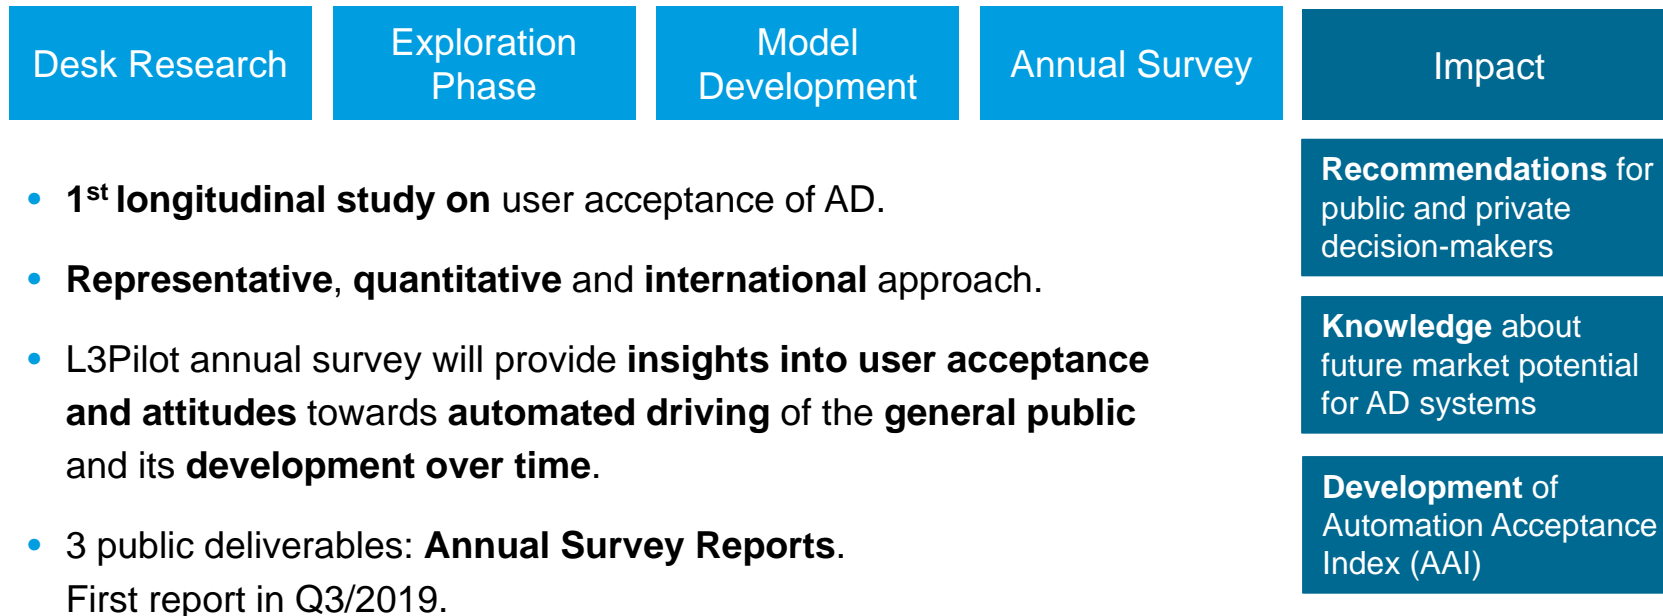 Desk Research
Exploration
Phase
Model
Development
Annual Survey
Impact
• 1st longitudinal study on user acceptance of AD.
• Representative, quantitative and international approach.
• L3Pilot annual survey will provide insights into user acceptance
and attitudes towards automated driving of the general public
and its development over time.
• 3 public deliverables: Annual Survey Reports.
First report in Q3/2019.
Recommendations for
public and private
decision-makers
Knowledge about
future market potential
for AD systems
Development of
Automation Acceptance
Index (AAI)